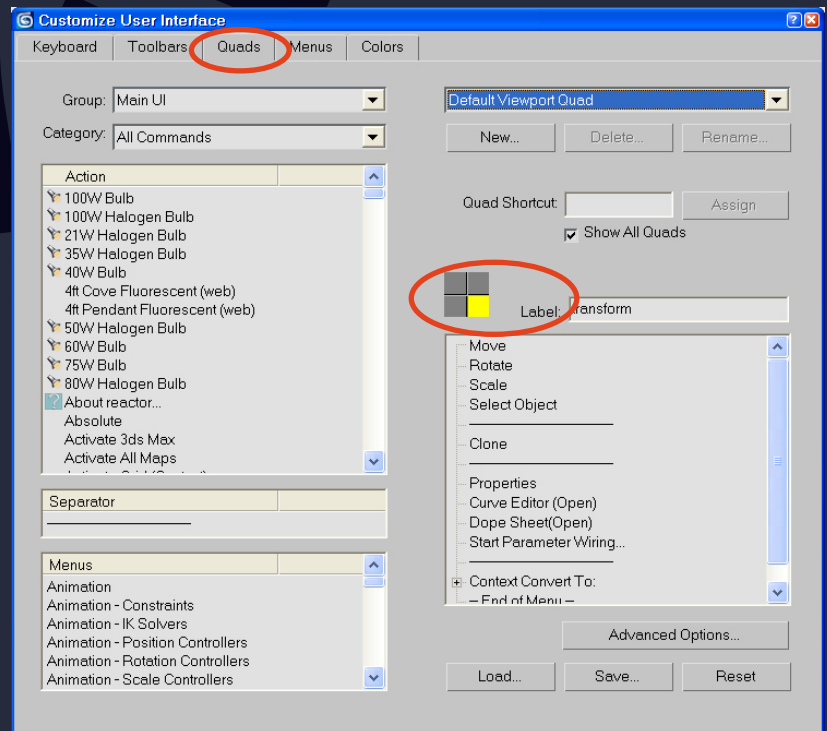 Customize User Interface
Keyboard Toolbars Quads Menus Colors
Group: Main UI
Category: All Commands
Action
100W Bulb
100W Halogen Bulb
21W Halogen Bulb
35W Halogen Bulb
40W Bulb
4ft Cove Fluorescent (web)
4ft Pendant Fluorescent (web)
50W Halogen Bulb
60W Bulb
75W Bulb
80W Halogen Bulb
About reactor...
Absolute
Activate 3ds Max
Activate All Maps
Separator
Menus
Animation
Animation - Constraints
Animation - IK Solvers
Animation - Position Controllers
Animation - Rotation Controllers
Animation - Scale Controllers
Default Viewport Quad
New... Delete... Rename...
Quad Shortcut: Assign
Show All Quads
Label: transform
Move
Rotate
Scale
Select Object
Clone
Properties
Curve Editor (Open)
Dope Sheet(Open)
Start Parameter Wiring...
Context Convert To:
-- End of Menu --
Advanced Options...
Load... Save... Reset